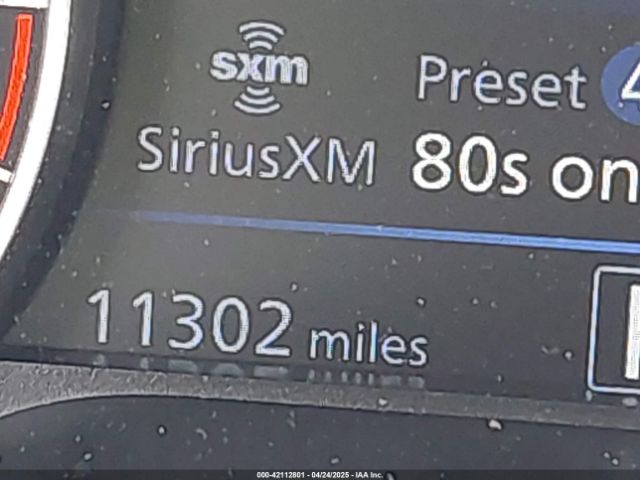 sxm
Preset 4
SiriusXM
80s on
11302 miles
000-42112801 - 04/24/2025 - IAA Inc.